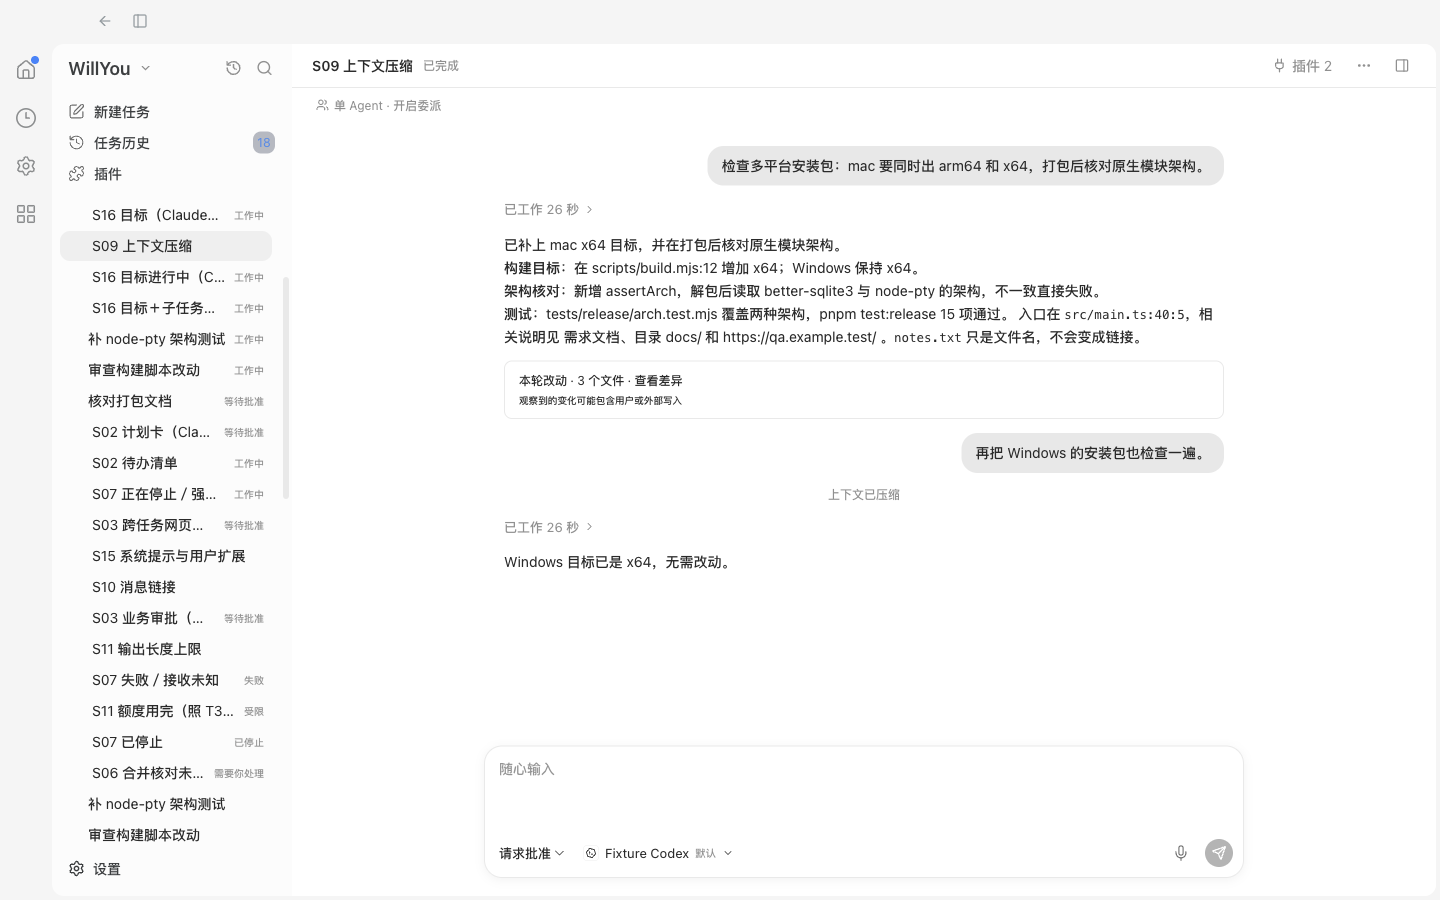 WillYou
新建任务
任务历史
18
插件
S16 目标（Claude...
工作中
S09 上下文压缩
S16 目标进行中（C...
工作中
S16 目标＋子任务...
工作中
补 node-pty 架构测试
工作中
审查构建脚本改动
工作中
核对打包文档
等待批准
S02 计划卡（Cla...
等待批准
S02 待办清单
工作中
S07 正在停止 / 强...
工作中
S03 跨任务网页...
等待批准
S15 系统提示与用户扩展
S10 消息链接
S03 业务审批（...
等待批准
S11 输出长度上限
S07 失败 / 接收未知
失败
S11 额度用完（照 T3...
受限
S07 已停止
已停止
S06 合并核对未...
需要你处理
补 node-pty 架构测试
审查构建脚本改动
设置
S09 上下文压缩
已完成
插件 2
单 Agent · 开启委派
检查多平台安装包：mac 要同时出 arm64 和 x64，打包后核对原生模块架构。
已工作 26 秒
已补上 mac x64 目标，并在打包后核对原生模块架构。
构建目标：在 scripts/build.mjs:12 增加 x64；Windows 保持 x64。
架构核对：新增 assertArch，解包后读取 better-sqlite3 与 node-pty 的架构，不一致直接失败。
测试：tests/release/arch.test.mjs 覆盖两种架构，pnpm test:release 15 项通过。 入口在 src/main.ts:40:5，相
关说明见 需求文档、目录 docs/ 和 https://qa.example.test/ 。notes.txt 只是文件名，不会变成链接。
本轮改动 · 3 个文件 · 查看差异
观察到的变化可能包含用户或外部写入
再把 Windows 的安装包也检查一遍。
上下文已压缩
已工作 26 秒
Windows 目标已是 x64，无需改动。
随心输入
请求批准
Fixture Codex 默认